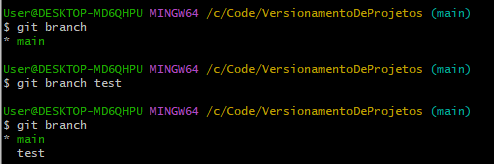 User@DESKTOP-MD6QHPU MINGW64 /c/Code/VersionamentoDeProjetos (main)
$ git branch
* main
User@DESKTOP-MD6QHPU MINGW64 /c/Code/VersionamentoDeProjetos (main)
$ git branch test
User@DESKTOP-MD6QHPU MINGW64 /c/Code/VersionamentoDeProjetos (main)
$ git branch
* main
  test